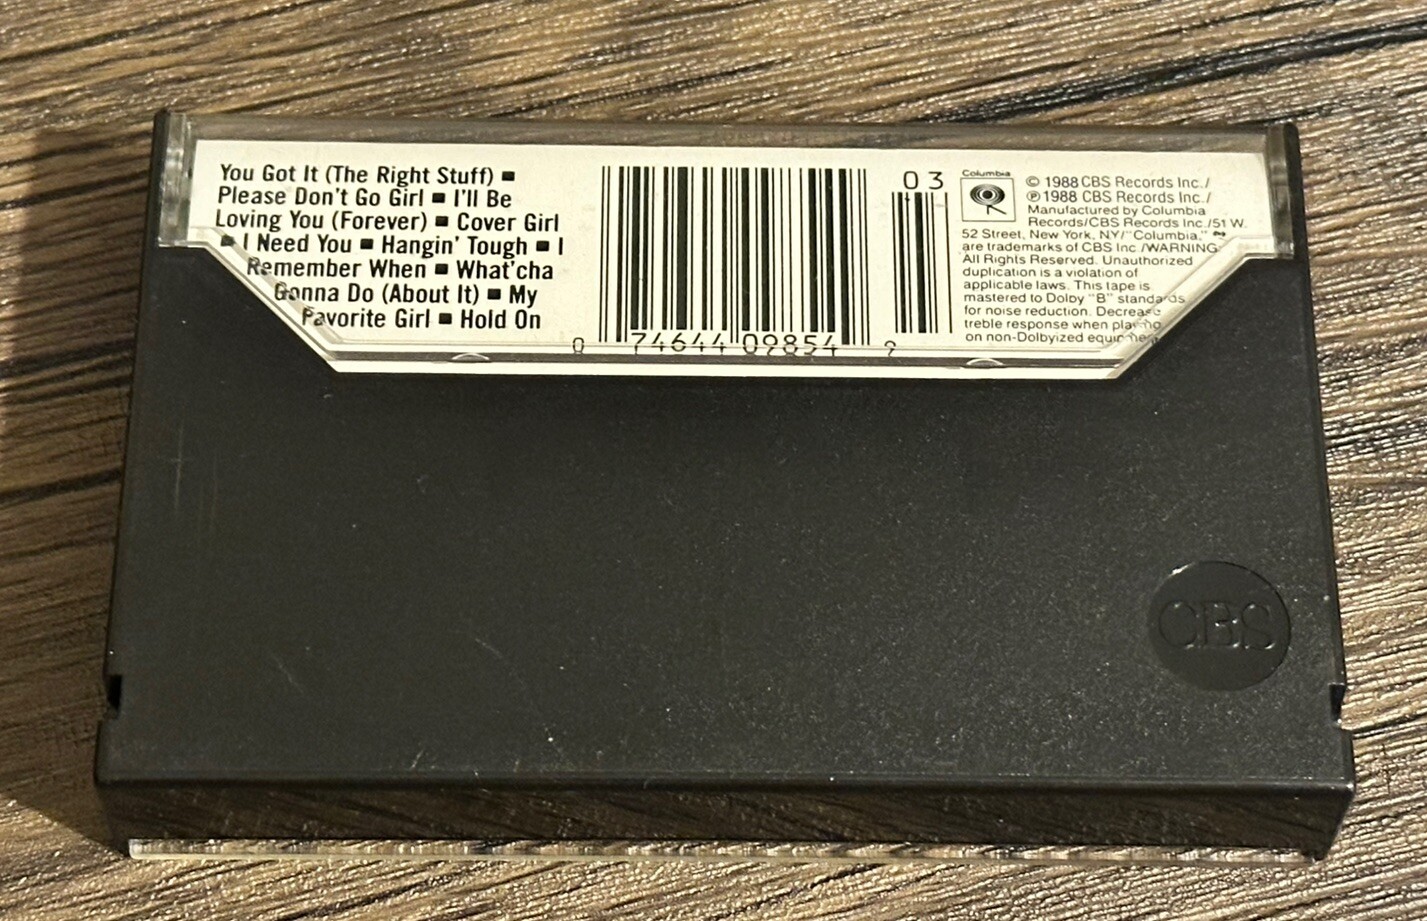 You Got It (The Right Stuff) ■
Please Don't Go Girl ■ I'll Be
Loving You (Forever) ■ Cover Girl
■ I Need You ■ Hangin' Tough ■ I
Remember When ■ What'cha
Gonna Do (About It) ■ My
Favorite Girl ■ Hold On
0 74644 09854 9
03
Columbia
© 1988 CBS Records Inc./
℗ 1988 CBS Records Inc./
Manufactured by Columbia
Records/CBS Records Inc./51 W.
52 Street, New York, NY/"Columbia,"
are trademarks of CBS Inc./WARNING:
All Rights Reserved. Unauthorized
duplication is a violation of
applicable laws. This tape is
mastered to Dolby "B" standards
for noise reduction. Decrease
treble response when playing
on non-Dolbyized equipment.
CBS